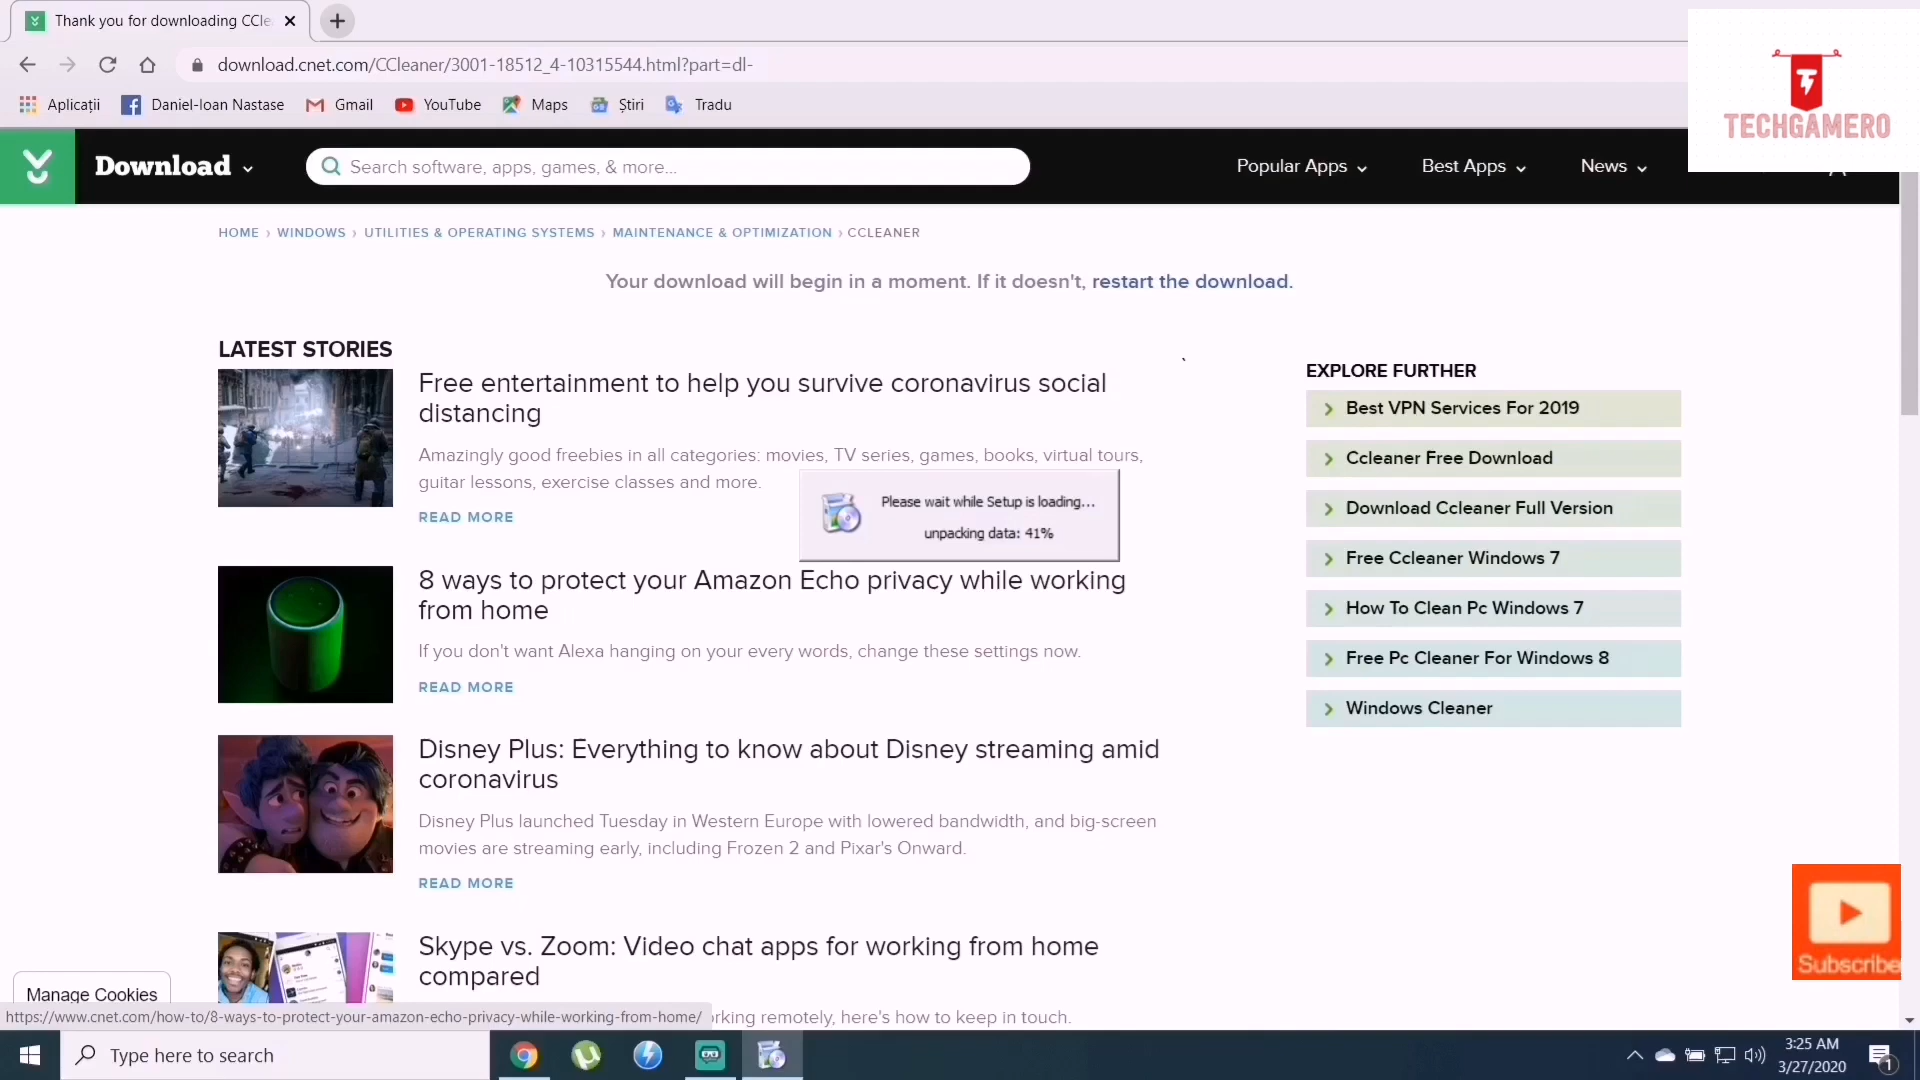 Thank you for downloading CCle
download.cnet.com/CCleaner/3001-18512_4-10315544.html?part=dl-
Aplicații
Daniel-Ioan Nastase
Gmail
YouTube
Maps
Știri
Tradu
TECHGAMERO
Download
Search software, apps, games, & more...
Popular Apps
Best Apps
News
HOME › WINDOWS › UTILITIES & OPERATING SYSTEMS › MAINTENANCE & OPTIMIZATION › CCLEANER
Your download will begin in a moment. If it doesn't, restart the download.
LATEST STORIES
Free entertainment to help you survive coronavirus social
distancing
Amazingly good freebies in all categories: movies, TV series, games, books, virtual tours,
guitar lessons, exercise classes and more.
READ MORE
Please wait while Setup is loading...
unpacking data: 41%
8 ways to protect your Amazon Echo privacy while working
from home
If you don't want Alexa hanging on your every words, change these settings now.
READ MORE
Disney Plus: Everything to know about Disney streaming amid
coronavirus
Disney Plus launched Tuesday in Western Europe with lowered bandwidth, and big-screen
movies are streaming early, including Frozen 2 and Pixar's Onward.
READ MORE
Skype vs. Zoom: Video chat apps for working from home
compared
rking remotely, here's how to keep in touch.
EXPLORE FURTHER
Best VPN Services For 2019
Ccleaner Free Download
Download Ccleaner Full Version
Free Ccleaner Windows 7
How To Clean Pc Windows 7
Free Pc Cleaner For Windows 8
Windows Cleaner
Subscribe
Manage Cookies
https://www.cnet.com/how-to/8-ways-to-protect-your-amazon-echo-privacy-while-working-from-home/
Type here to search
3:25 AM
3/27/2020
1